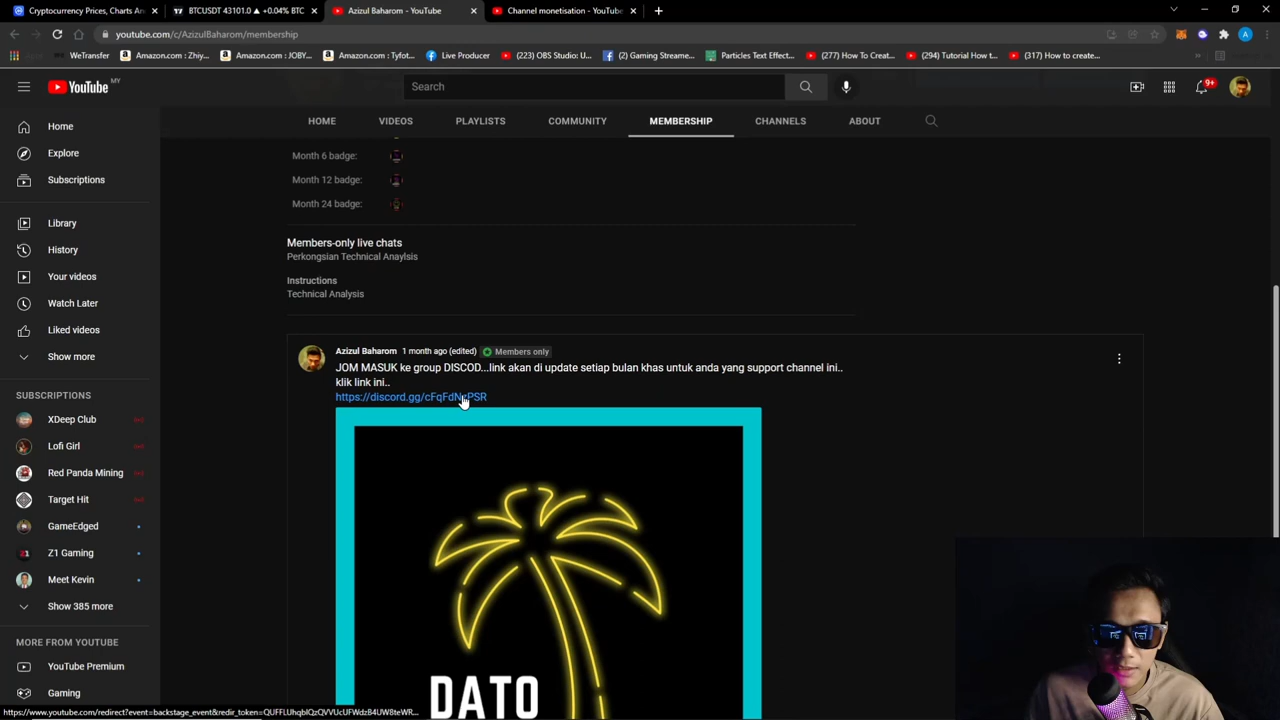 Cryptocurrency Prices, Charts An
BTCUSDT 43101.0 ▲ +0.04% BTC
Azizul Baharom - YouTube
Channel monetisation - YouTube
youtube.com/c/AzizulBaharom/membership
WeTransfer
Amazon.com : Zhiy...
Amazon.com : JOBY...
Amazon.com : Tyfot...
Live Producer
(223) OBS Studio: U...
(2) Gaming Streame...
Particles Text Effect...
(277) How To Creat...
(294) Tutorial How t...
(317) How to create...
YouTube MY
Search
9+
HOME
VIDEOS
PLAYLISTS
COMMUNITY
MEMBERSHIP
CHANNELS
ABOUT
Home
Explore
Subscriptions
Library
History
Your videos
Watch Later
Liked videos
Show more
SUBSCRIPTIONS
XDeep Club
Lofi Girl
Red Panda Mining
Target Hit
GameEdged
Z1 Gaming
Meet Kevin
Show 385 more
MORE FROM YOUTUBE
YouTube Premium
Gaming
Month 6 badge:
Month 12 badge:
Month 24 badge:
Members-only live chats
Perkongsian Technical Anaylsis
Instructions
Technical Analysis
Azizul Baharom 1 month ago (edited) Members only
JOM MASUK ke group DISCOD...link akan di update setiap bulan khas untuk anda yang support channel ini..
klik link ini..
DATO